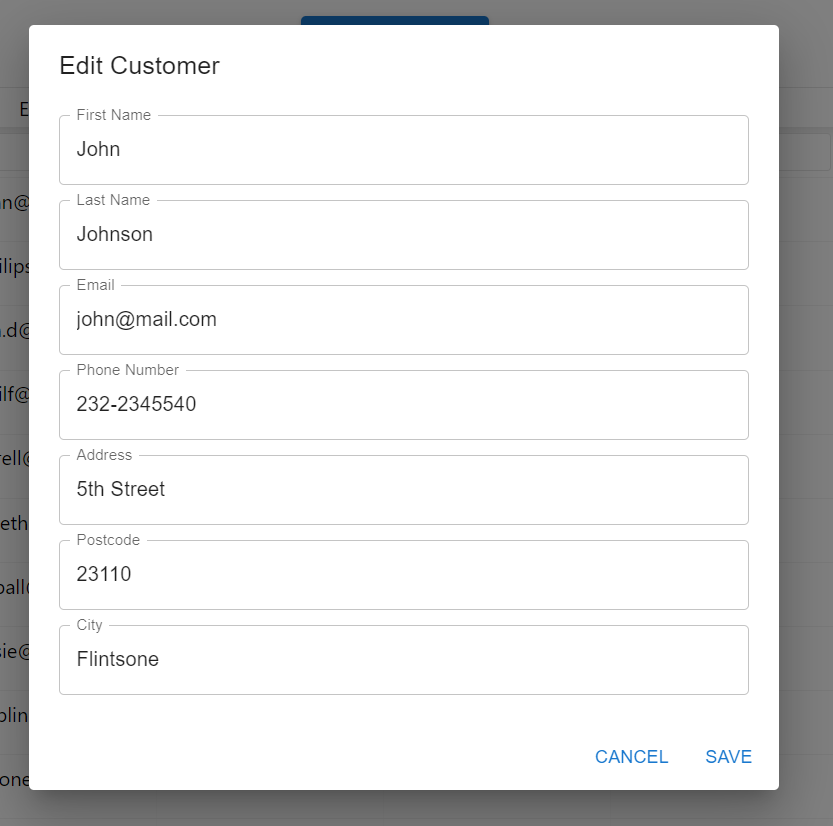 Edit Customer
First Name
John
Last Name
Johnson
Email
john@mail.com
Phone Number
232-2345540
Address
5th Street
Postcode
23110
City
Flintsone
CANCEL
SAVE